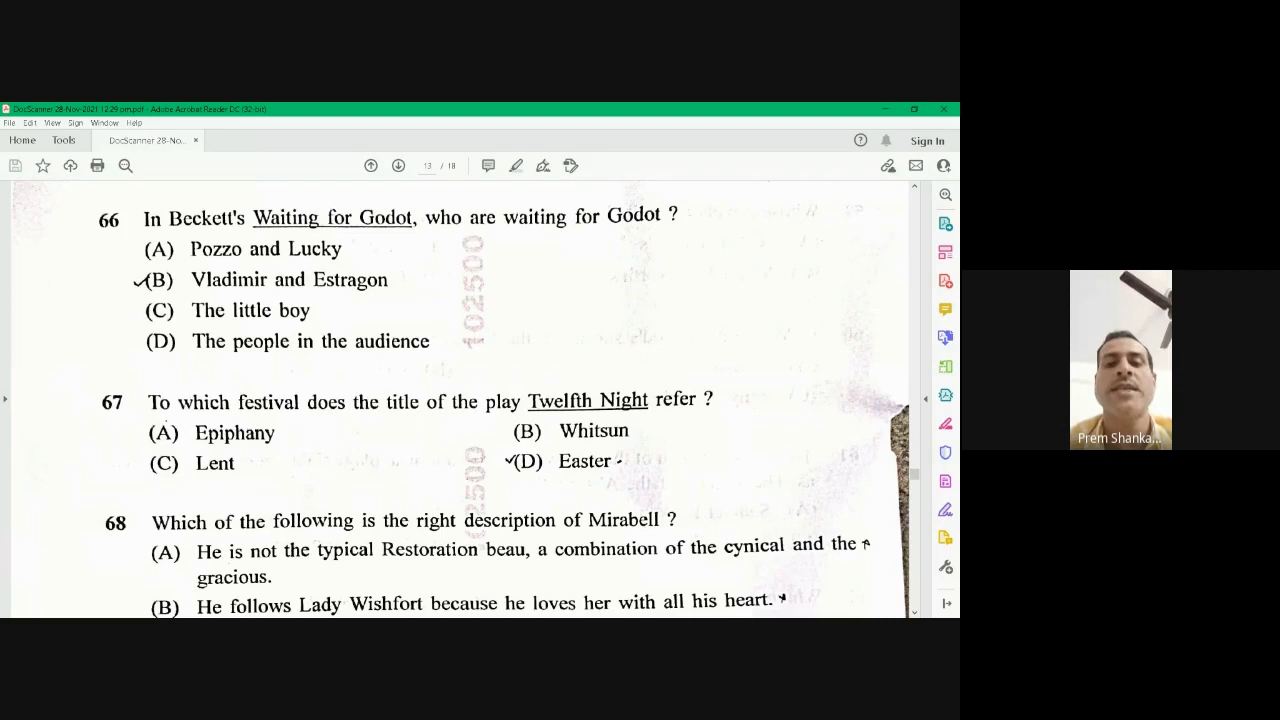 DocScanner 28-Nov-2021 12:29 pm.pdf - Adobe Acrobat Reader DC (32-bit)
File Edit View Sign Window Help
Home Tools DocScanner 28-No... × Sign In
13 / 18
66 In Beckett's Waiting for Godot, who are waiting for Godot ?
(A) Pozzo and Lucky
(B) Vladimir and Estragon
(C) The little boy
(D) The people in the audience
102500
67 To which festival does the title of the play Twelfth Night refer ?
(A) Epiphany (B) Whitsun
(C) Lent (D) Easter
2500
68 Which of the following is the right description of Mirabell ?
(A) He is not the typical Restoration beau, a combination of the cynical and the
gracious.
(B) He follows Lady Wishfort because he loves her with all his heart.
Prem Shanka...